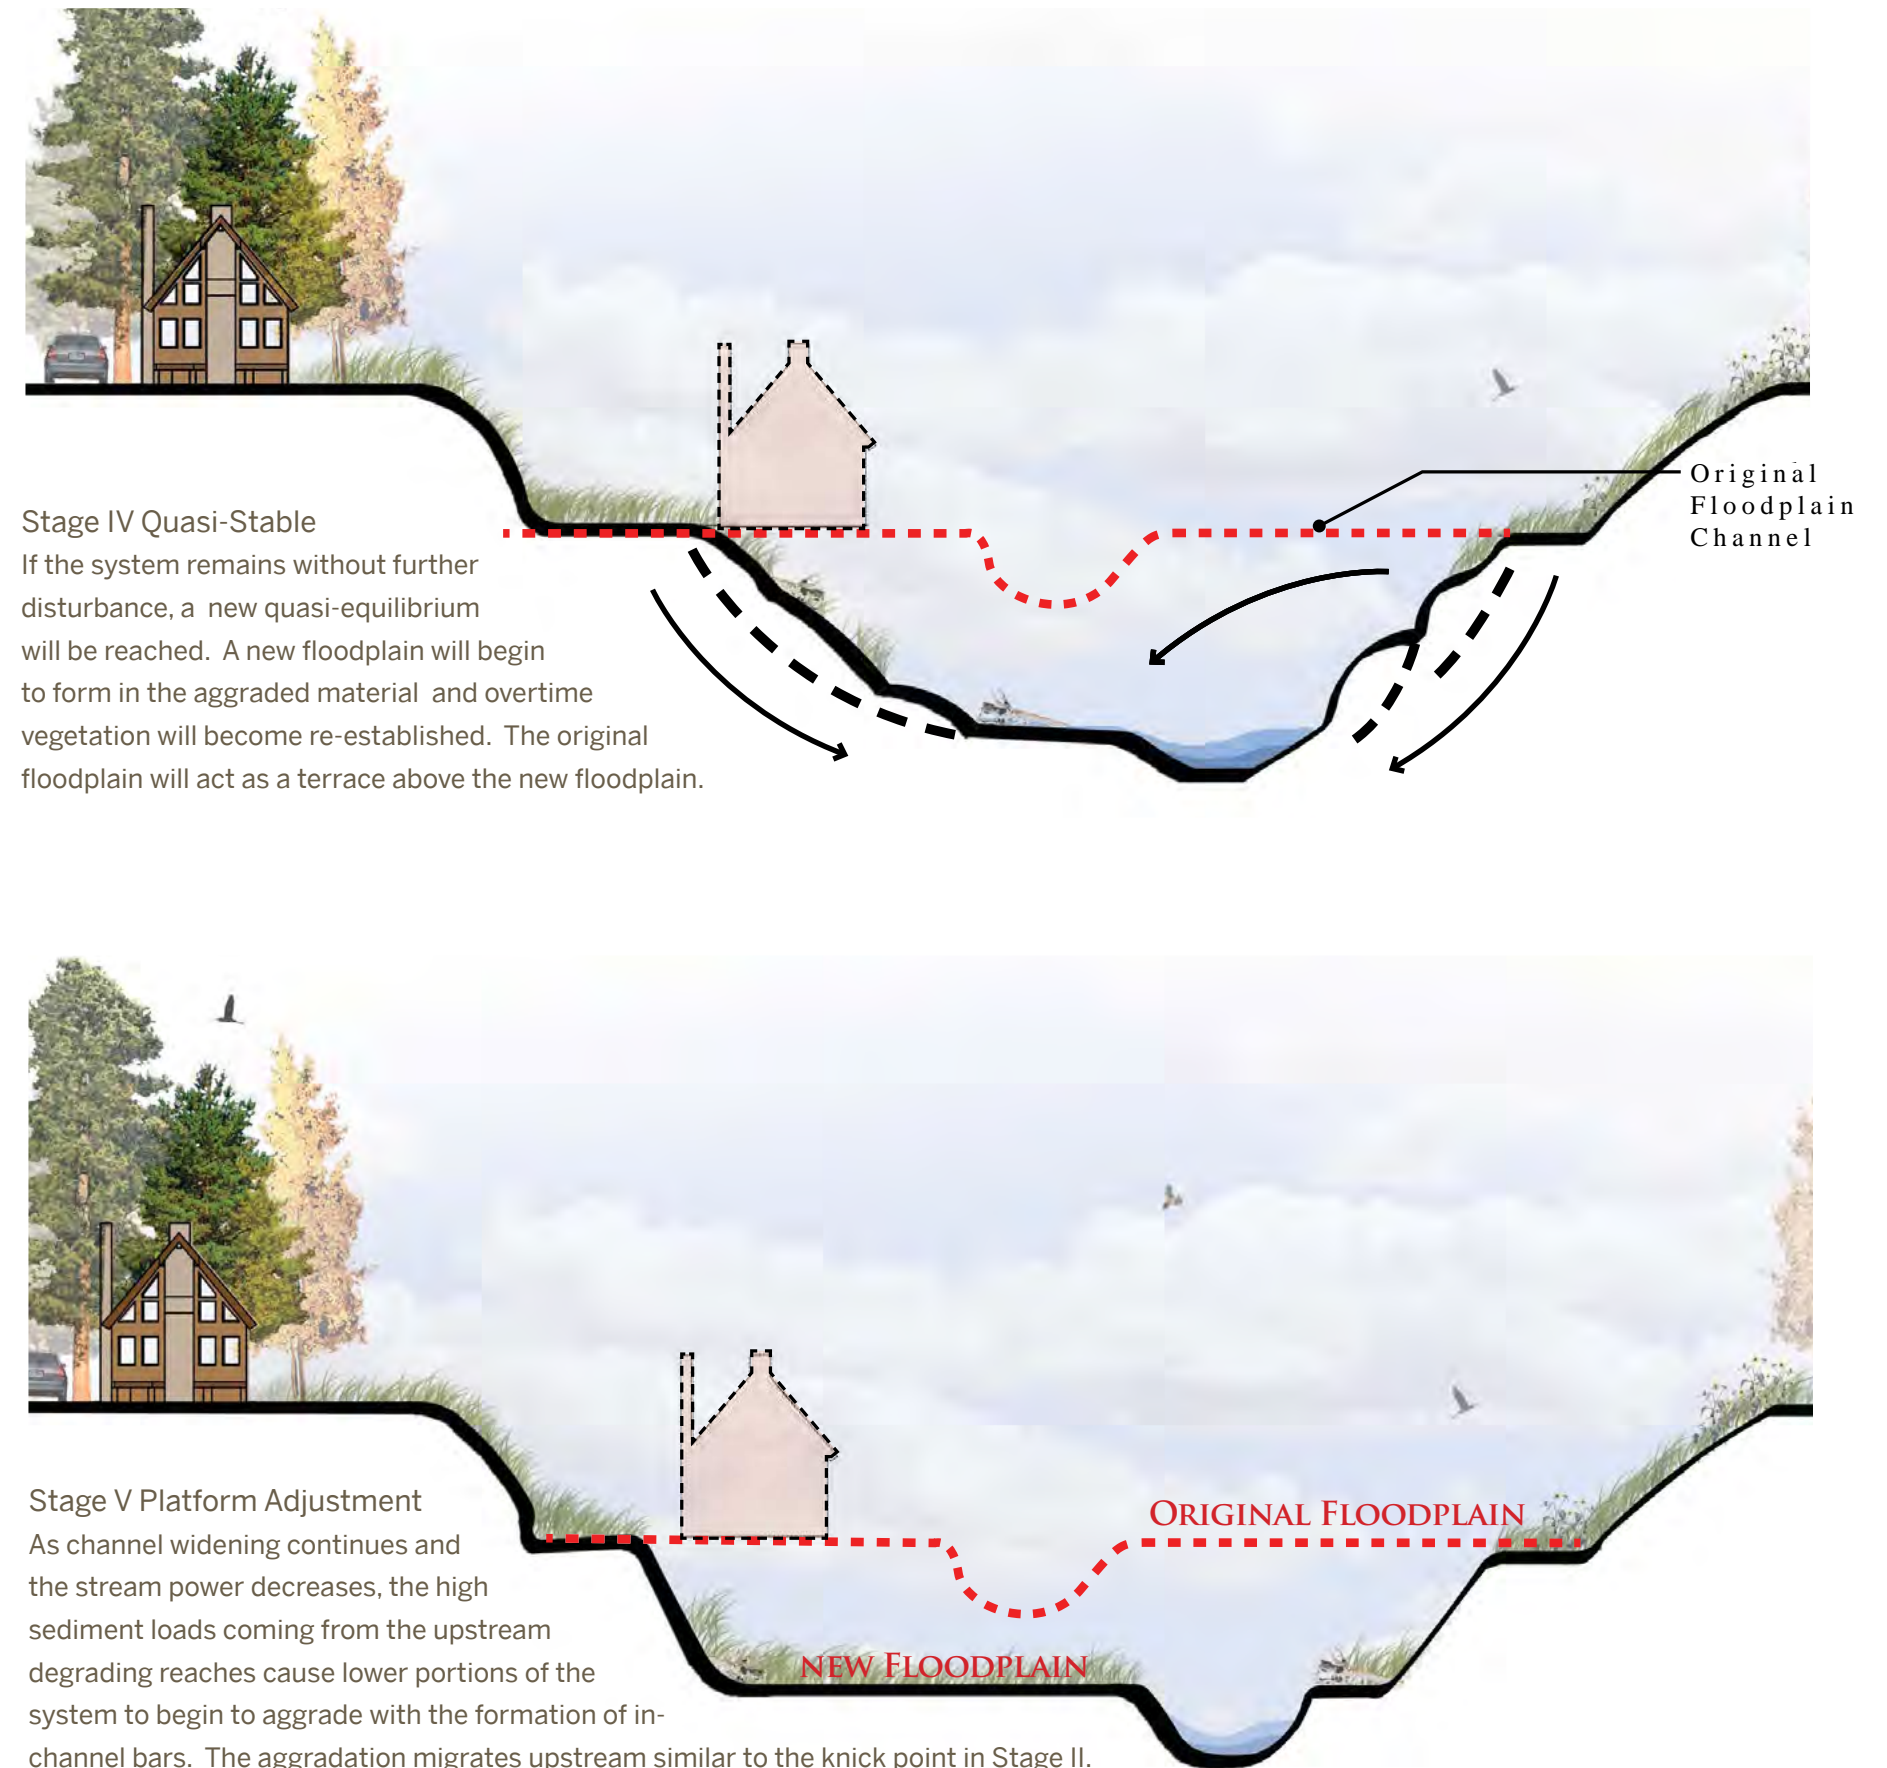 Original
Floodplain
Channel
Stage IV Quasi-Stable
If the system remains without further
disturbance, a  new quasi-equilibrium
will be reached.  A new floodplain will begin
to form in the aggraded material  and overtime
vegetation will become re-established.  The original
floodplain will act as a terrace above the new floodplain.
Stage V Platform Adjustment
As channel widening continues and
the stream power decreases, the high
sediment loads coming from the upstream
degrading reaches cause lower portions of the
system to begin to aggrade with the formation of in-
channel bars.  The aggradation migrates upstream similar to the knick point in Stage II.
ORIGINAL FLOODPLAIN
NEW FLOODPLAIN